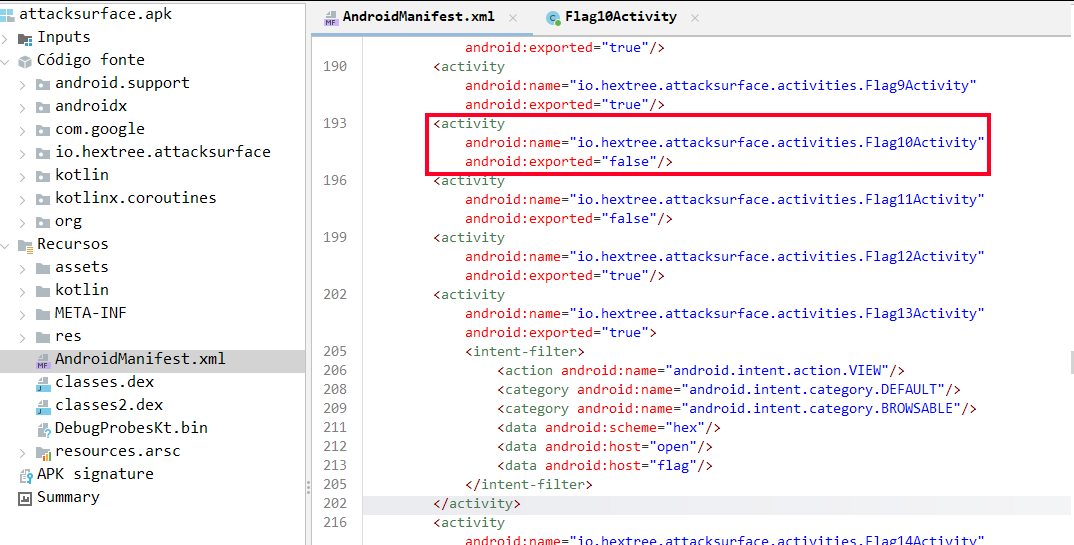 attacksurface.apk
Inputs
Código fonte
android.support
androidx
com.google
io.hextree.attacksurface
kotlin
kotlinx.coroutines
org
Recursos
assets
kotlin
META-INF
res
MF AndroidManifest.xml
J classes.dex
J classes2.dex
DebugProbesKt.bin
resources.arsc
APK signature
Summary
MF AndroidManifest.xml × C Flag10Activity ×
android:exported="true"/>
190 <activity
android:name="io.hextree.attacksurface.activities.Flag9Activity"
android:exported="true"/>
193 <activity
android:name="io.hextree.attacksurface.activities.Flag10Activity"
android:exported="false"/>
196 <activity
android:name="io.hextree.attacksurface.activities.Flag11Activity"
android:exported="false"/>
199 <activity
android:name="io.hextree.attacksurface.activities.Flag12Activity"
android:exported="true"/>
202 <activity
android:name="io.hextree.attacksurface.activities.Flag13Activity"
android:exported="true">
205 <intent-filter>
206 <action android:name="android.intent.action.VIEW"/>
208 <category android:name="android.intent.category.DEFAULT"/>
209 <category android:name="android.intent.category.BROWSABLE"/>
211 <data android:scheme="hex"/>
212 <data android:host="open"/>
213 <data android:host="flag"/>
205 </intent-filter>
202 </activity>
216 <activity
android:name="io.hextree.attacksurface.activities.Flag14Activity"